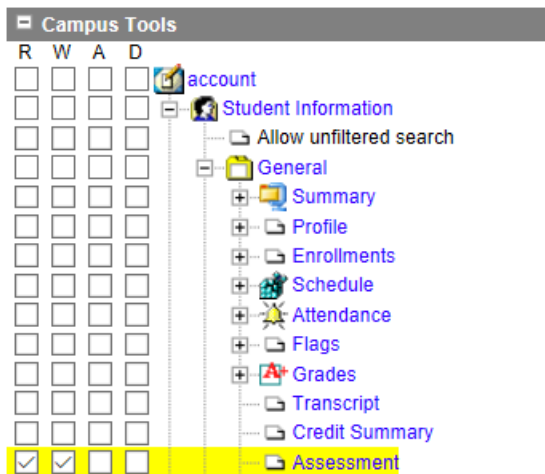 Campus Tools
R W A D
account
Student Information
Allow unfiltered search
General
Summary
Profile
Enrollments
Schedule
Attendance
Flags
Grades
Transcript
Credit Summary
Assessment